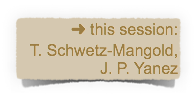 ➜ this session:
T. Schwetz-Mangold,
J. P. Yanez